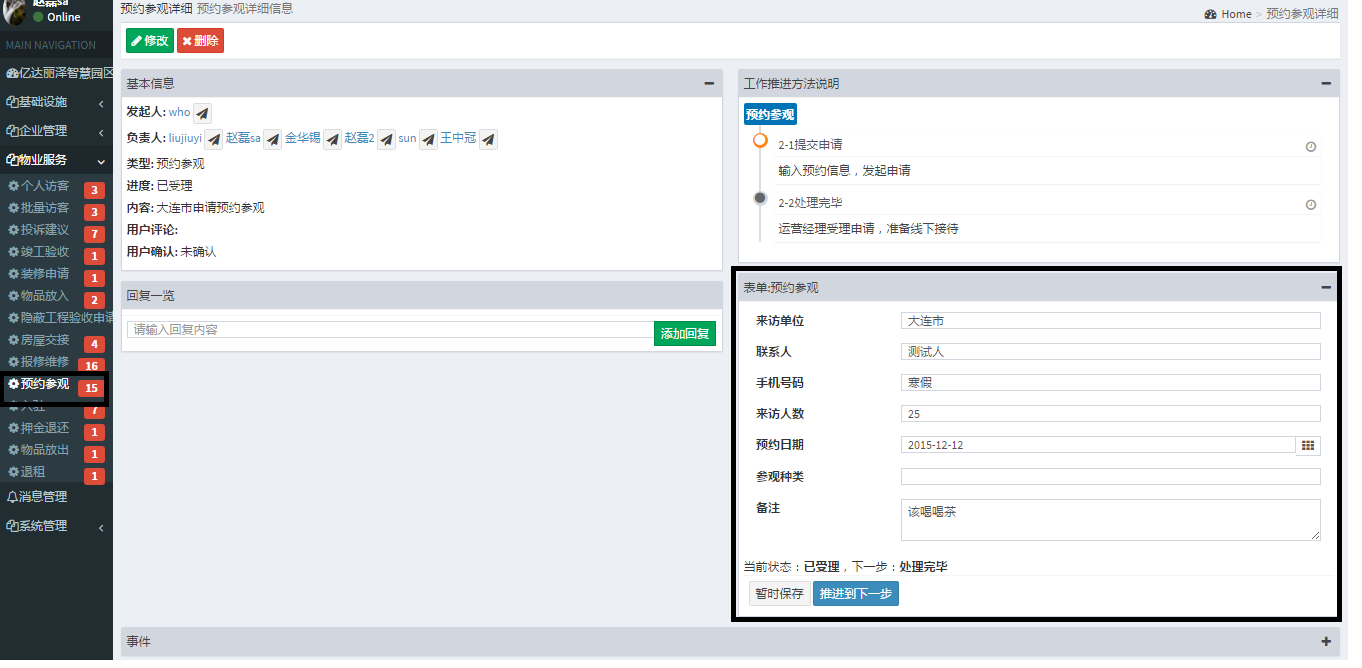 赵磊sa
Online
MAIN NAVIGATION
亿达丽泽智慧园区
基础设施
企业管理
物业服务
个人访客 3
批量访客 3
投诉建议 7
竣工验收 1
装修申请 1
物品放入 2
隐蔽工程验收申请
房屋交接 4
报修维修 16
预约参观 15
入驻 7
押金退还 1
物品放出 1
退租 1
消息管理
系统管理
预约参观详细 预约参观详细信息
Home > 预约参观详细
修改 删除
基本信息
发起人: who
负责人: liujiuyi 赵磊sa 金华锡 赵磊2 sun 王中冠
类型: 预约参观
进度: 已受理
内容: 大连市申请预约参观
用户评论:
用户确认: 未确认
回复一览
请输入回复内容 添加回复
工作推进方法说明
预约参观
2-1提交申请
输入预约信息，发起申请
2-2处理完毕
运营经理受理申请，准备线下接待
表单:预约参观
来访单位 大连市
联系人 测试人
手机号码 寒假
来访人数 25
预约日期 2015-12-12
参观种类
备注 该喝喝茶
当前状态：已受理，下一步：处理完毕
暂时保存 推进到下一步
事件